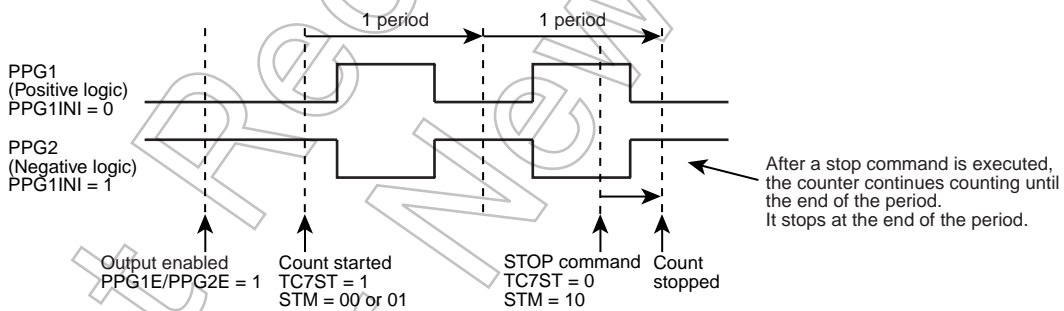 1 period
1 period
PPG1
(Positive logic)
PPG1INI = 0
PPG2
(Negative logic)
PPG1INI = 1
After a stop command is executed,
the counter continues counting until
the end of the period.
It stops at the end of the period.
Output enabled
PPG1E/PPG2E = 1
Count started
TC7ST = 1
STM = 00 or 01
STOP command
TC7ST = 0
STM = 10
Count
stopped